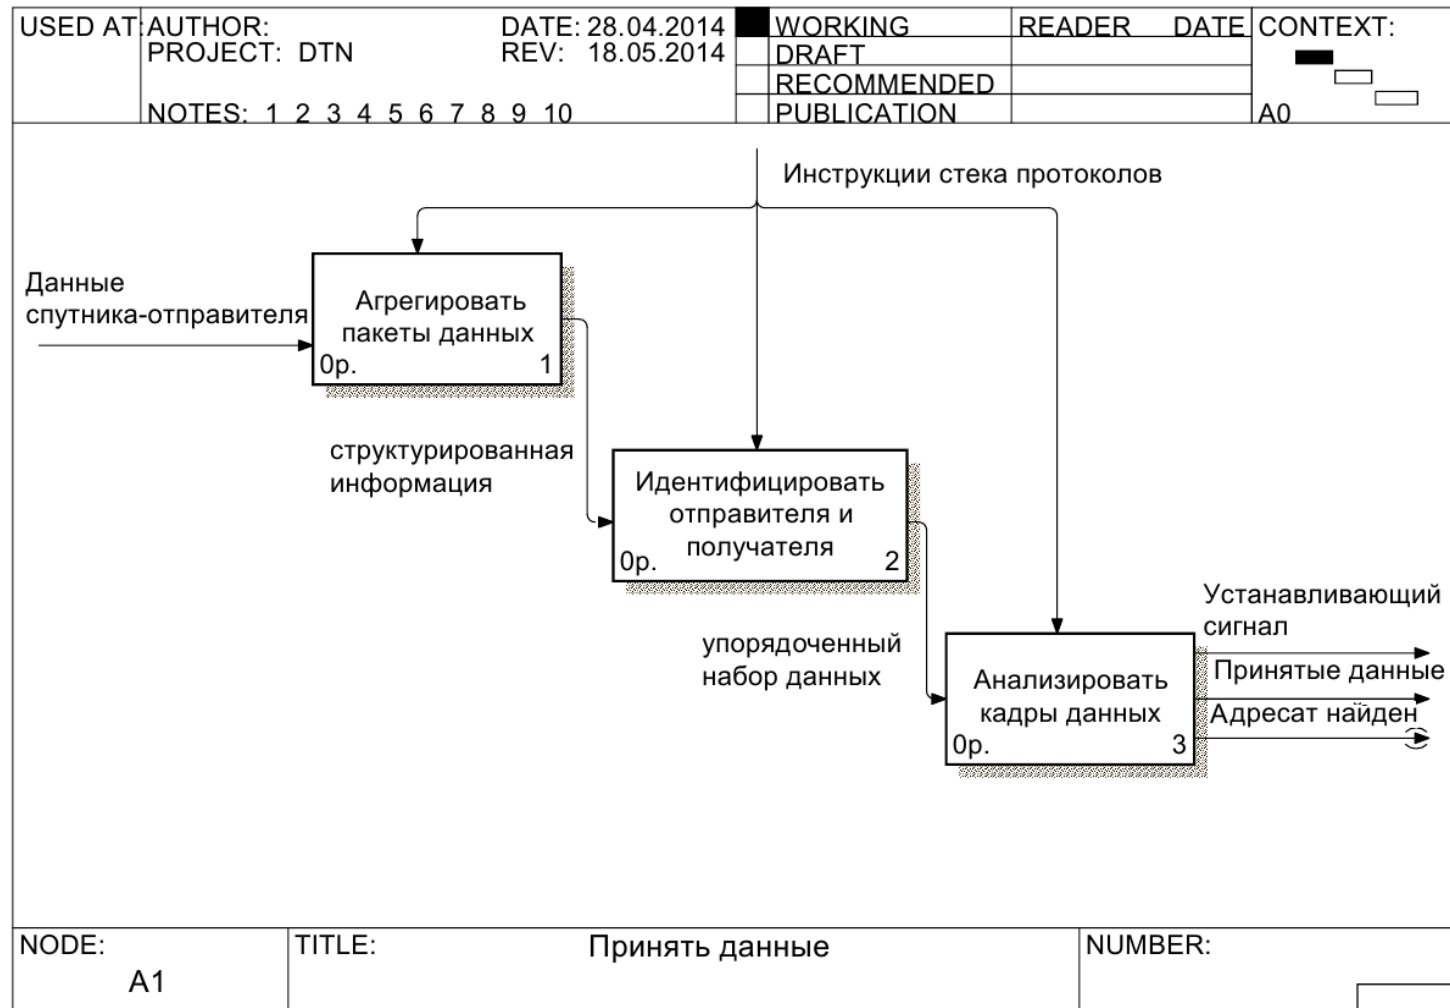 USED AT:
AUTHOR:
DATE: 28.04.2014
PROJECT: DTN
REV: 18.05.2014
NOTES: 1 2 3 4 5 6 7 8 9 10
WORKING
DRAFT
RECOMMENDED
PUBLICATION
READER DATE
CONTEXT:
A0
Инструкции стека протоколов
Данные
спутника-отправителя
Агрегировать
пакеты данных
0р. 1
структурированная
информация
Идентифицировать
отправителя и
получателя
0р. 2
упорядоченный
набор данных
Анализировать
кадры данных
0р. 3
Устанавливающий
сигнал
Принятые данные
Адресат найден
NODE:
A1
TITLE:
Принять данные
NUMBER: